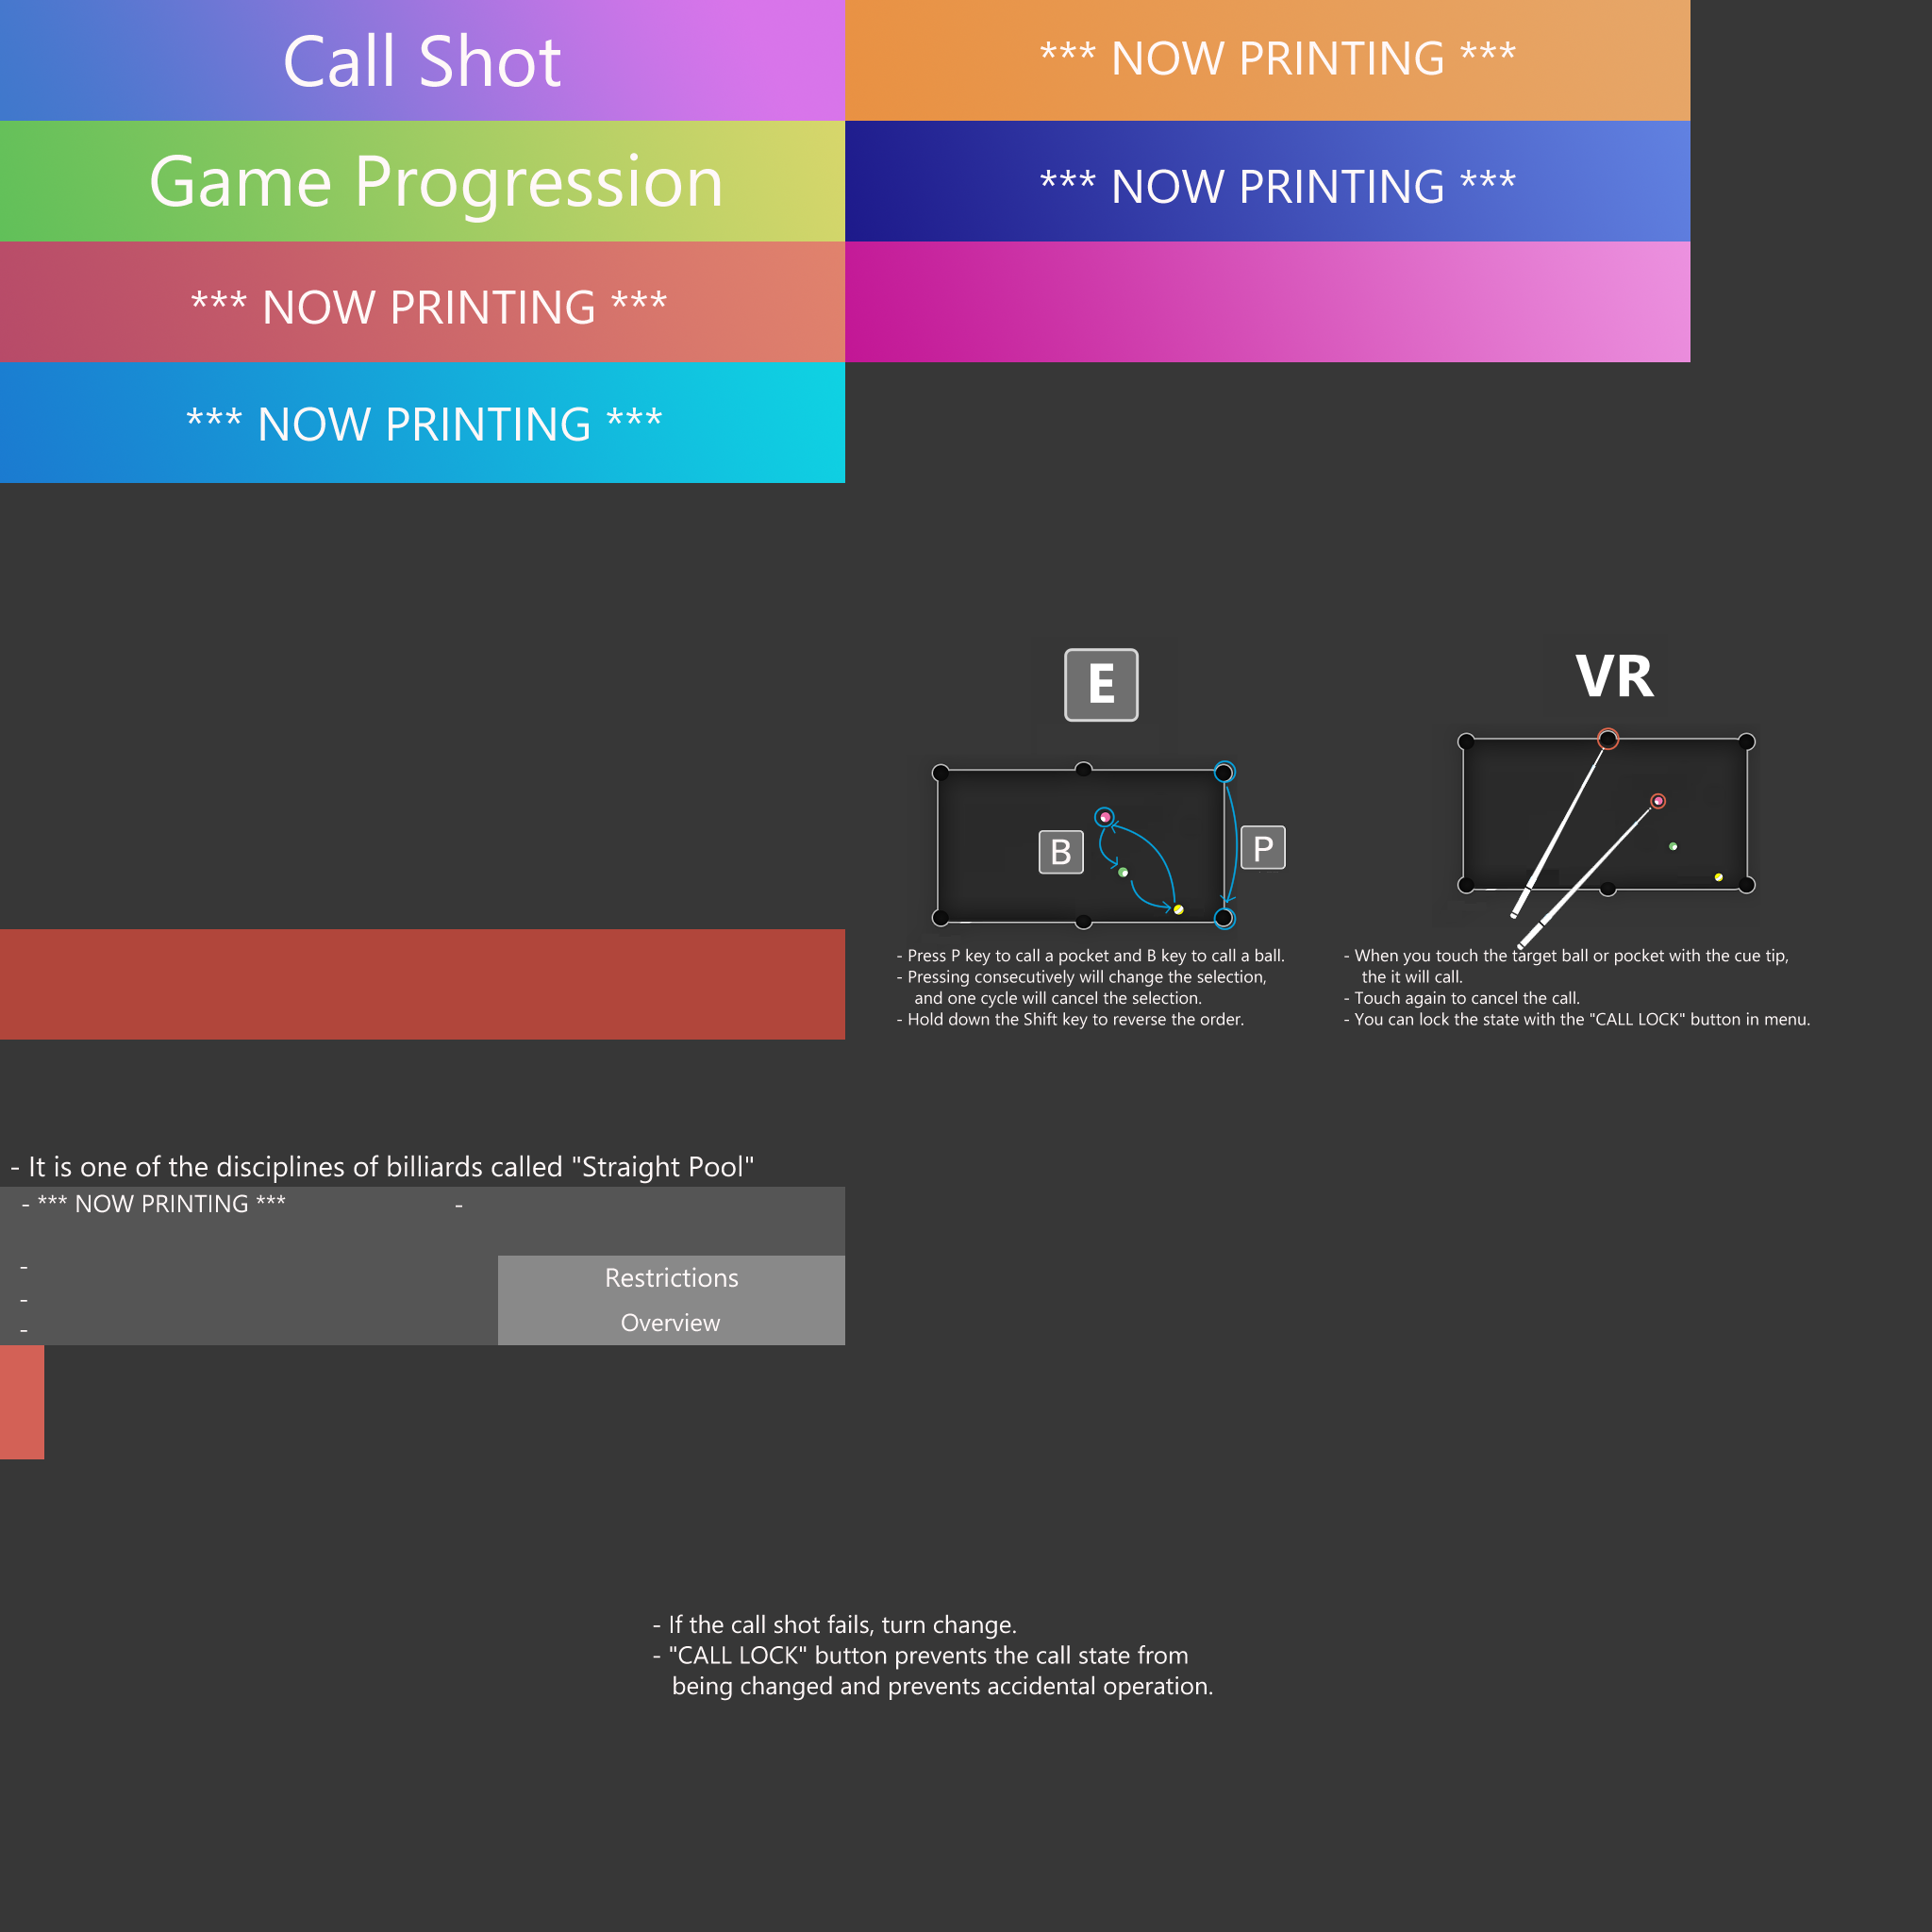 Call Shot
*** NOW PRINTING ***
Game Progression
*** NOW PRINTING ***
*** NOW PRINTING ***
*** NOW PRINTING ***
E
B
P
- Press P key to call a pocket and B key to call a ball.
- Pressing consecutively will change the selection,
and one cycle will cancel the selection.
- Hold down the Shift key to reverse the order.
VR
- When you touch the target ball or pocket with the cue tip,
the it will call.
- Touch again to cancel the call.
- You can lock the state with the "CALL LOCK" button in menu.
- It is one of the disciplines of billiards called "Straight Pool"
- *** NOW PRINTING ***
-
-
-
-
Restrictions
Overview
- If the call shot fails, turn change.
- "CALL LOCK" button prevents the call state from
being changed and prevents accidental operation.